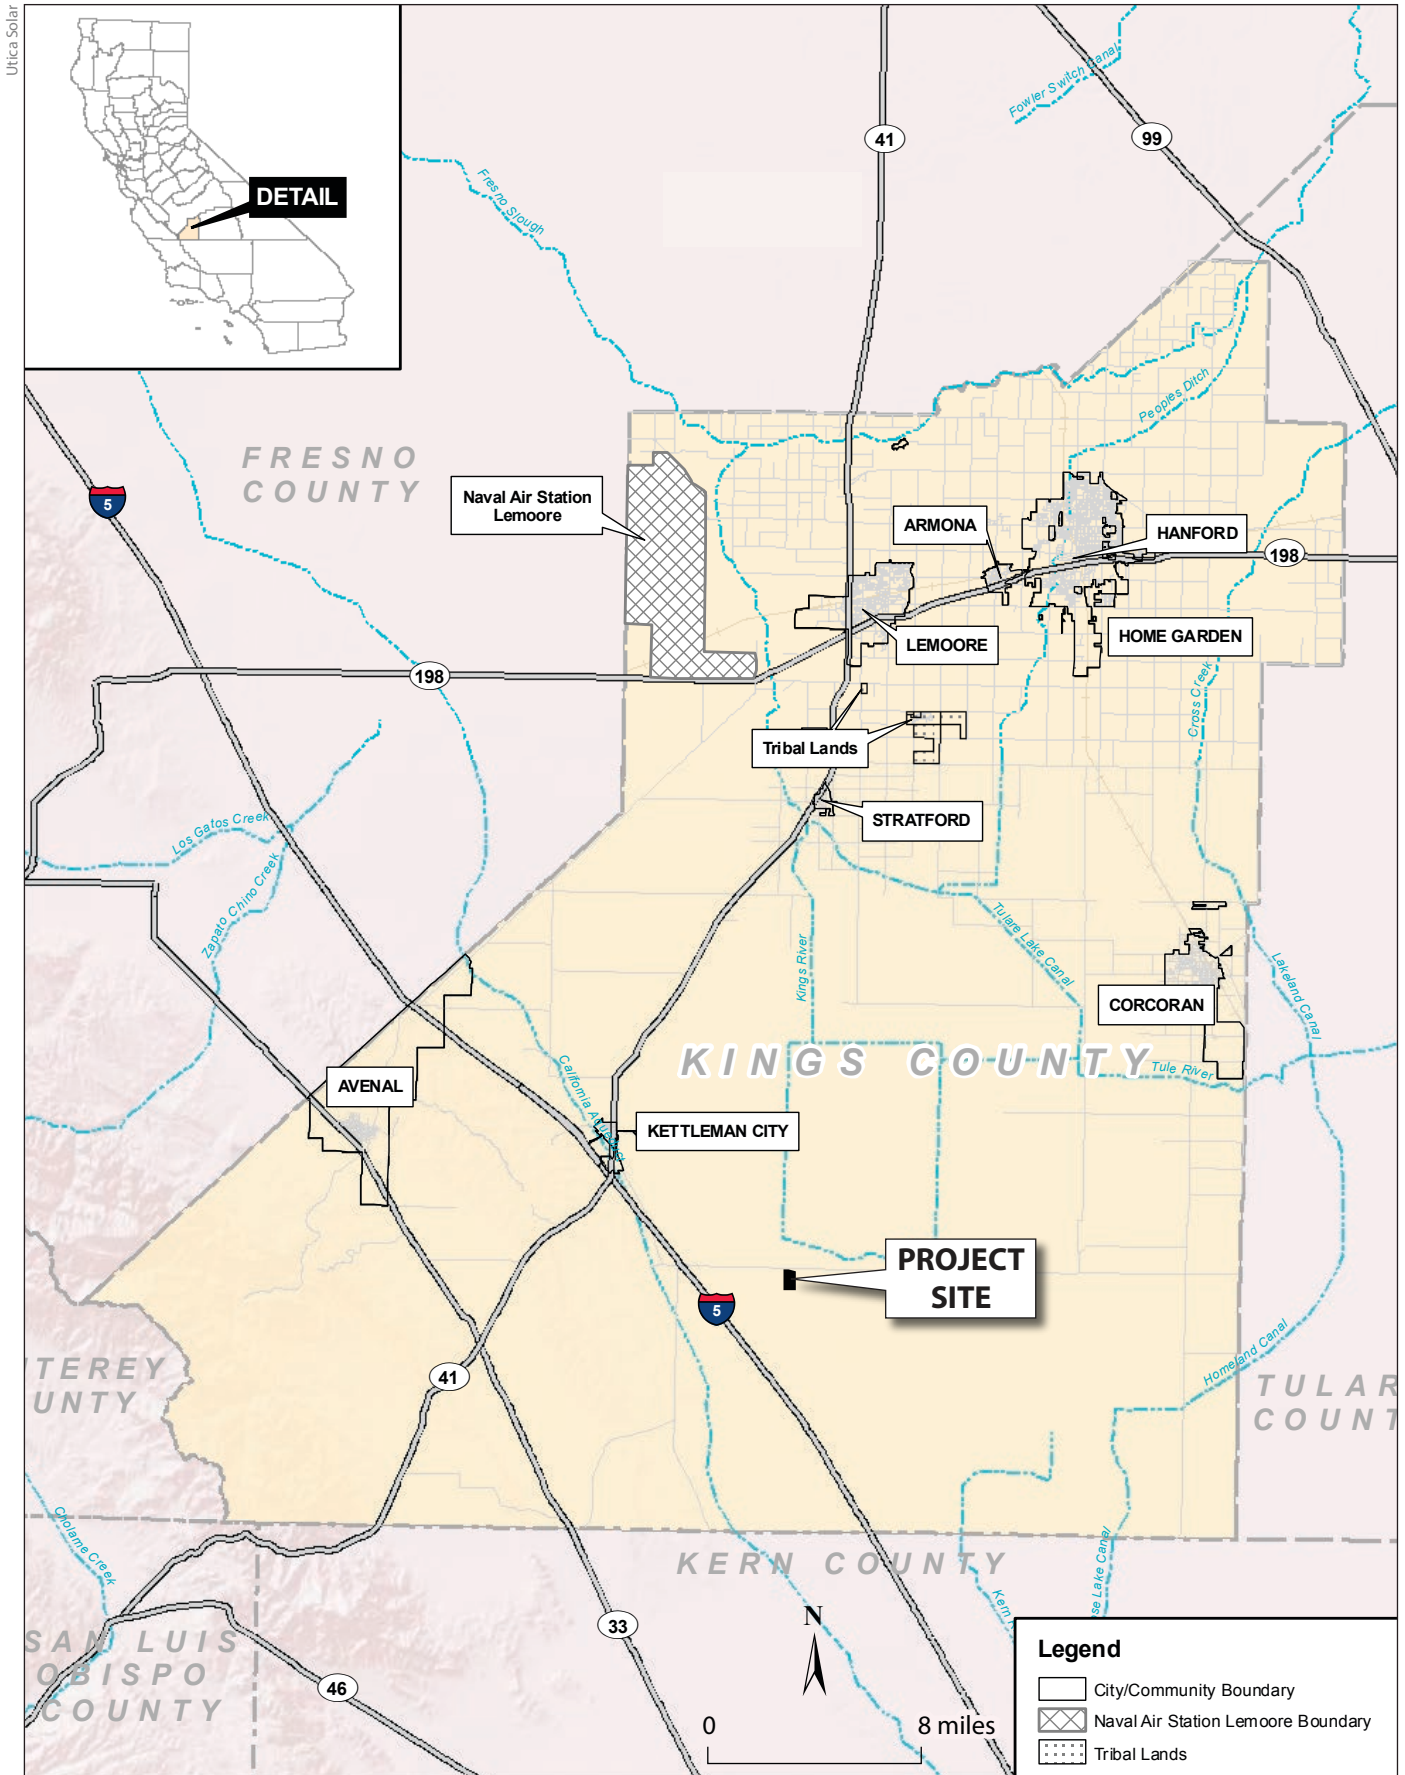 Utica Solar
DETAIL
41
99
Fowler Switch Canal
Fresno Slough
Peoples Ditch
FRESNO
COUNTY
5
Naval Air Station
Lemoore
ARMONA
HANFORD
198
LEMOORE
HOME GARDEN
198
Cross Creek
Tribal Lands
STRATFORD
Los Gatos Creek
Zapato Chino Creek
Kings River
Tulare Lake Canal
Lakeland Canal
CORCORAN
KINGS COUNTY
Tule River
California Aqueduct
AVENAL
KETTLEMAN CITY
PROJECT
SITE
5
Homeland Canal
TEREY
UNTY
41
TULAR
COUNT
Cholame Creek
KERN COUNTY
Kern
se Lake Canal
SAN LUIS
OBISPO
COUNTY
33
46
N
0 8 miles
Legend
City/Community Boundary
Naval Air Station Lemoore Boundary
Tribal Lands